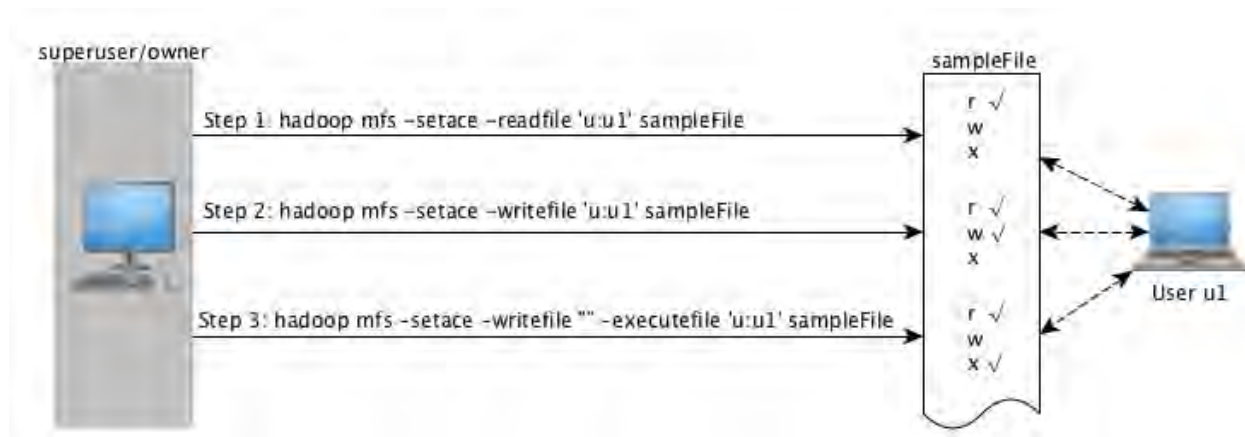 superuser/owner
sampleFile
Step 1: hadoop mfs -setace -readfile 'u:u1' sampleFile
r √
w
x
Step 2: hadoop mfs -setace -writefile 'u:u1' sampleFile
r √
w √
x
User u1
Step 3: hadoop mfs -setace -writefile "" -executefile 'u:u1' sampleFile
r √
w
x √